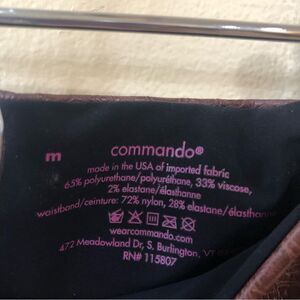 m
commando®
made in the USA of imported fabric
65% polyurethane/polyuréthane, 33% viscose,
2% elastane/élasthanne
waistband/ceinture: 72% nylon, 28% elastane/élasthanne
wearcommando.com
472 Meadowland Dr, S. Burlington, VT
RN# 115807